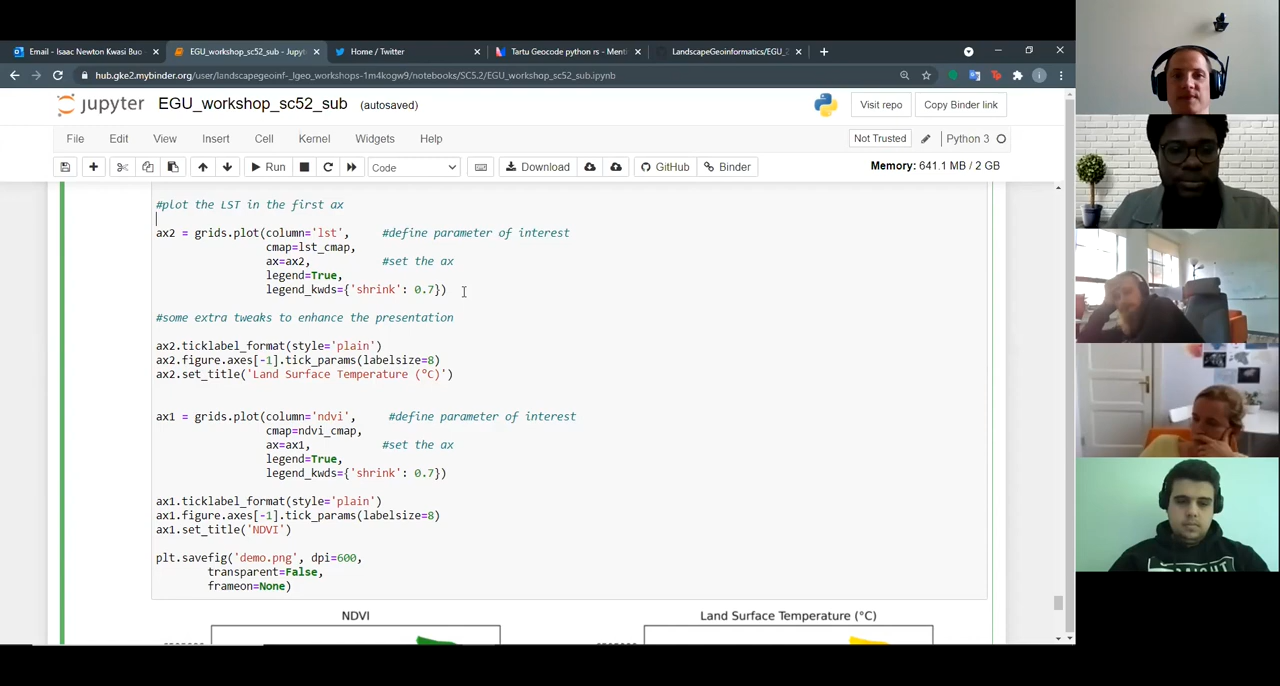 Email - Isaac Newton Kwasi Buo
EGU_workshop_sc52_sub - Jupyt
Home / Twitter
Tartu Geocode python rs - Menti
LandscapeGeoinformatics/EGU_2
hub.gke2.mybinder.org/user/landscapegeoinf-_lgeo_workshops-1m4kogw9/notebooks/SC5.2/EGU_workshop_sc52_sub.ipynb
jupyter EGU_workshop_sc52_sub (autosaved)
Visit repo
Copy Binder link
File Edit View Insert Cell Kernel Widgets Help
Not Trusted
Python 3
Run
Code
Download
GitHub
Binder
Memory: 641.1 MB / 2 GB
#plot the LST in the first ax
ax2 = grids.plot(column='lst', #define parameter of interest
cmap=lst_cmap,
ax=ax2, #set the ax
legend=True,
legend_kwds={'shrink': 0.7})
#some extra tweaks to enhance the presentation
ax2.ticklabel_format(style='plain')
ax2.figure.axes[-1].tick_params(labelsize=8)
ax2.set_title('Land Surface Temperature (°C)')
ax1 = grids.plot(column='ndvi', #define parameter of interest
cmap=ndvi_cmap,
ax=ax1, #set the ax
legend=True,
legend_kwds={'shrink': 0.7})
ax1.ticklabel_format(style='plain')
ax1.figure.axes[-1].tick_params(labelsize=8)
ax1.set_title('NDVI')
plt.savefig('demo.png', dpi=600,
transparent=False,
frameon=None)
NDVI
Land Surface Temperature (°C)